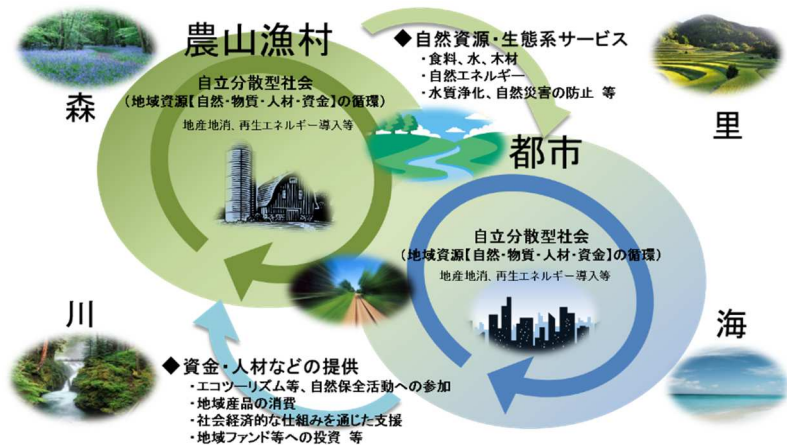 農山漁村
森
自立分散型社会
(地域資源【自然・物質・人材・資金】の循環)
地産地消、再生エネルギー導入等
◆自然資源・生態系サービス
・食料、水、木材
・自然エネルギー
・水質浄化、自然災害の防止 等
里
都市
自立分散型社会
(地域資源【自然・物質・人材・資金】の循環)
地産地消、再生エネルギー導入等
川
海
◆資金・人材などの提供
・エコツーリズム等、自然保全活動への参加
・地域産品の消費
・社会経済的な仕組みを通じた支援
・地域ファンド等への投資 等